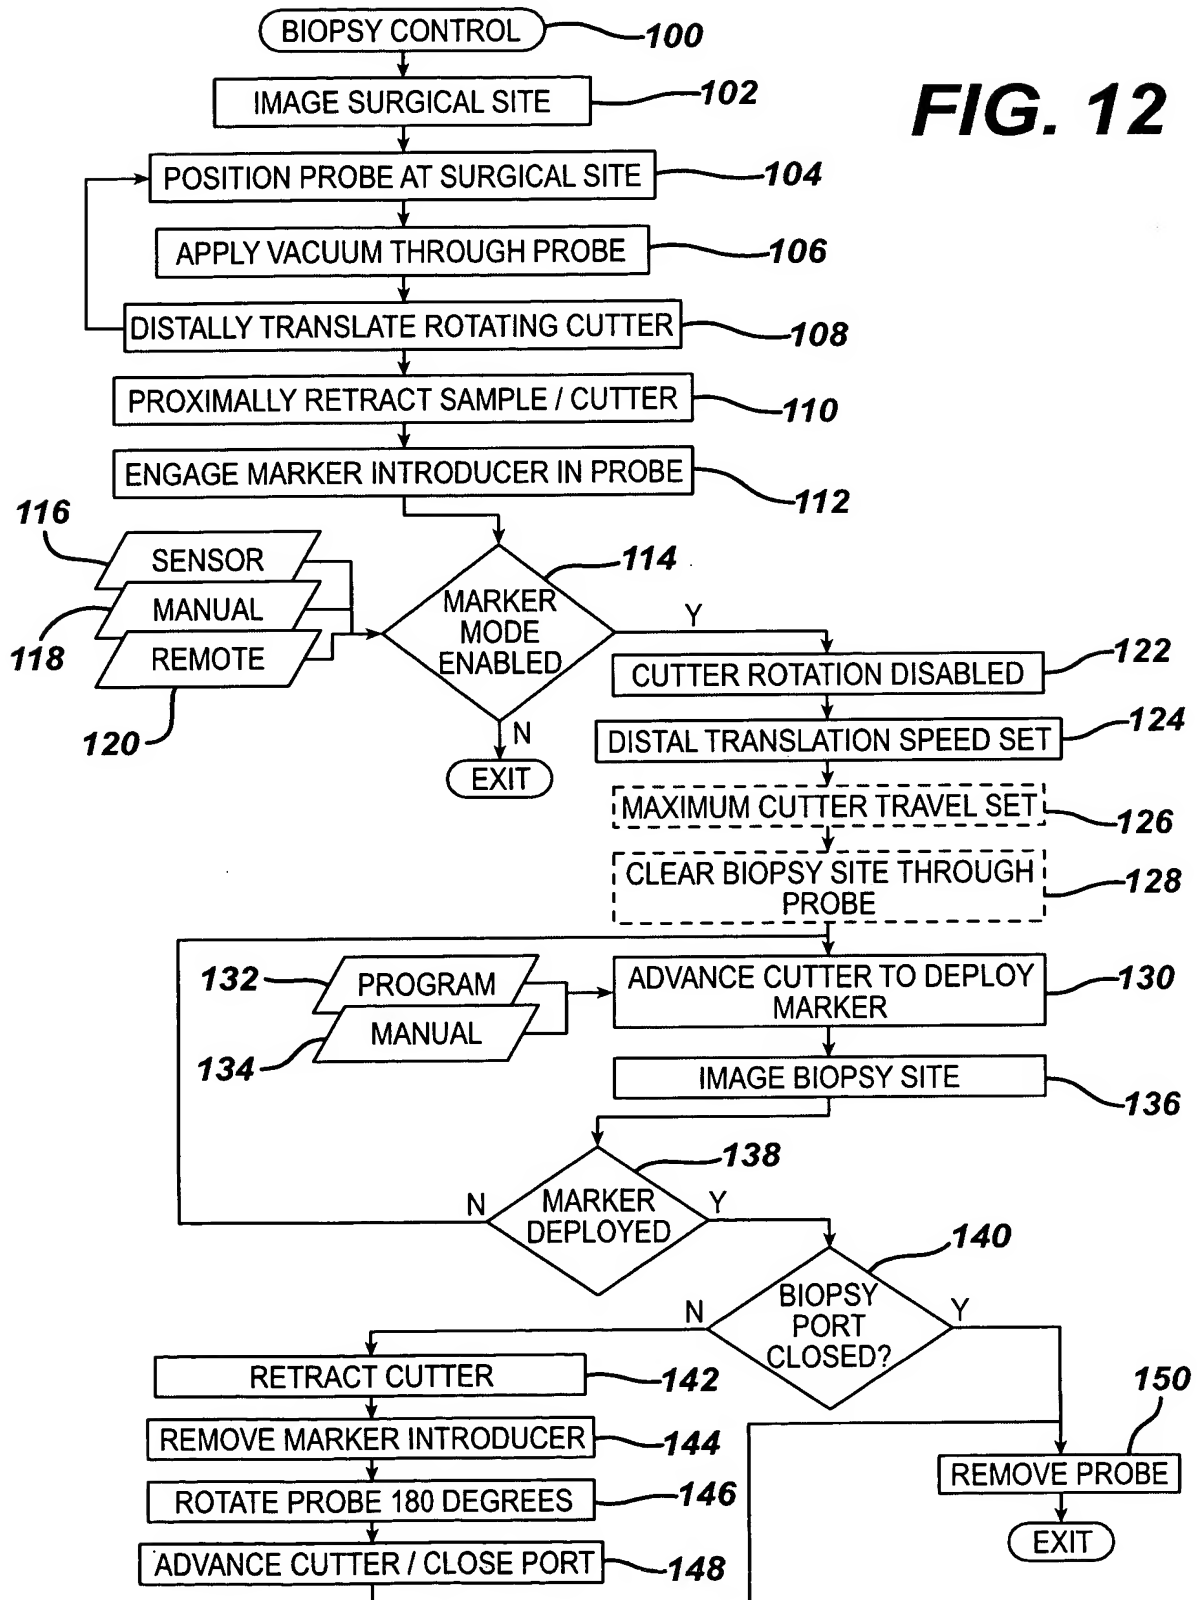 BIOPSY CONTROL
100
FIG. 12
IMAGE SURGICAL SITE
102
POSITION PROBE AT SURGICAL SITE
104
APPLY VACUUM THROUGH PROBE
106
DISTALLY TRANSLATE ROTATING CUTTER
108
PROXIMALLY RETRACT SAMPLE / CUTTER
110
ENGAGE MARKER INTRODUCER IN PROBE
112
116
SENSOR
118
MANUAL
120
REMOTE
114
MARKER
MODE
ENABLED
Y
N
EXIT
CUTTER ROTATION DISABLED
122
DISTAL TRANSLATION SPEED SET
124
MAXIMUM CUTTER TRAVEL SET
126
CLEAR BIOPSY SITE THROUGH
PROBE
128
132
PROGRAM
134
MANUAL
ADVANCE CUTTER TO DEPLOY
MARKER
130
IMAGE BIOPSY SITE
136
138
MARKER
DEPLOYED
N
Y
140
BIOPSY
PORT
CLOSED?
N
Y
RETRACT CUTTER
142
REMOVE MARKER INTRODUCER
144
ROTATE PROBE 180 DEGREES
146
ADVANCE CUTTER / CLOSE PORT
148
150
REMOVE PROBE
EXIT